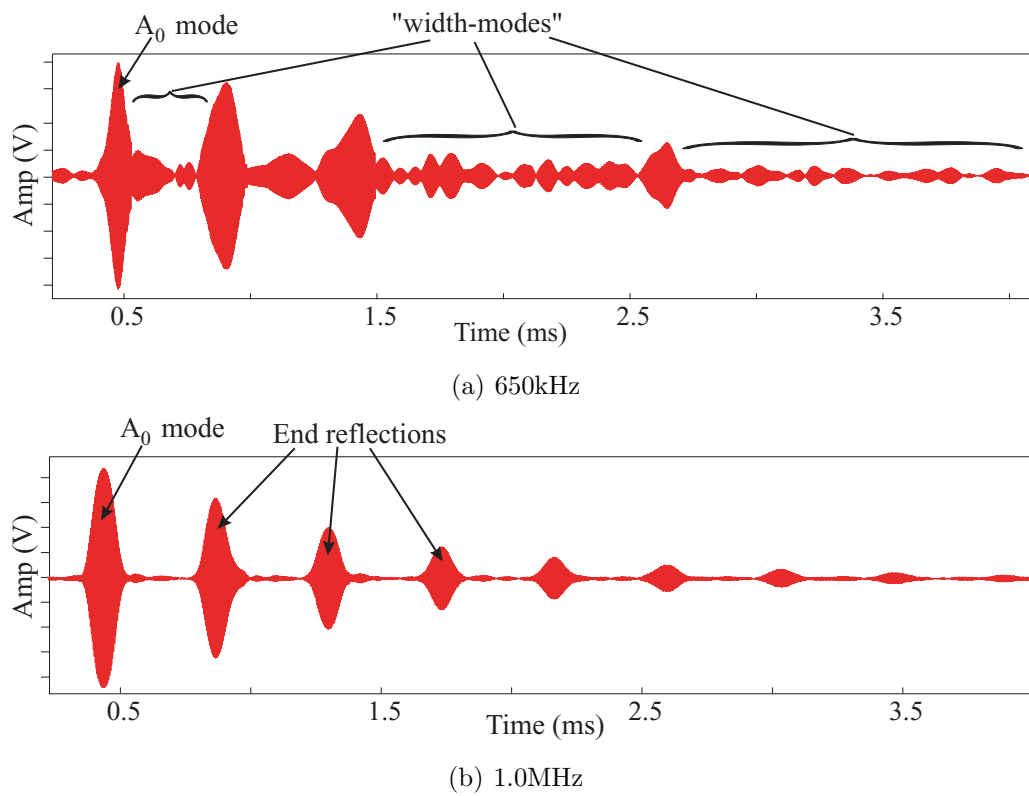 A₀ mode
"width-modes"
Amp (V)
0.5 1.5 2.5 3.5
Time (ms)
(a) 650kHz
A₀ mode End reflections
Amp (V)
0.5 1.5 2.5 3.5
Time (ms)
(b) 1.0MHz